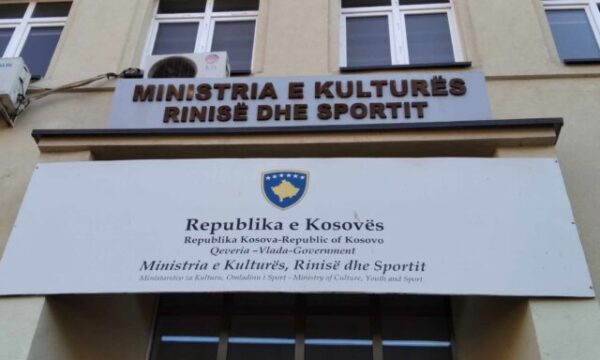 MINISTRIA E KULTURËS
RINISË DHE SPORTIT
Republika e Kosovës
Republika Kosova-Republic of Kosovo
Qeveria –Vlada-Government
Ministria e Kulturës, Rinisë dhe Sportit
Ministarstvo za Kulturu, Omladinu i Sport - Ministry of Culture, Youth and Sport